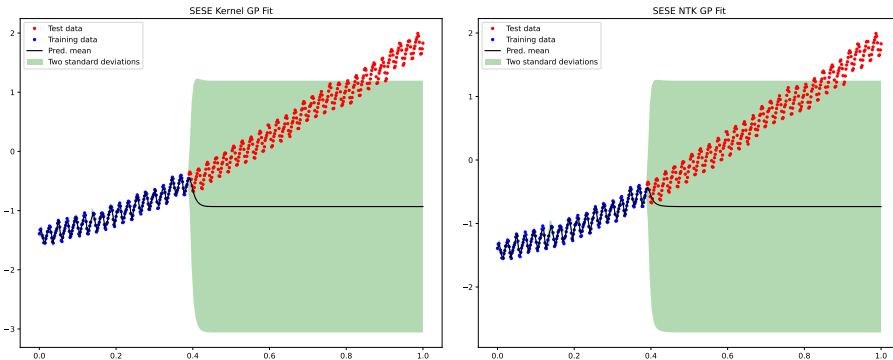 SESE Kernel GP Fit
Test data
Training data
Pred. mean
Two standard deviations
2
1
0
−1
−2
−3
0.0 0.2 0.4 0.6 0.8 1.0
SESE NTK GP Fit
Test data
Training data
Pred. mean
Two standard deviations
2
1
0
−1
−2
0.0 0.2 0.4 0.6 0.8 1.0